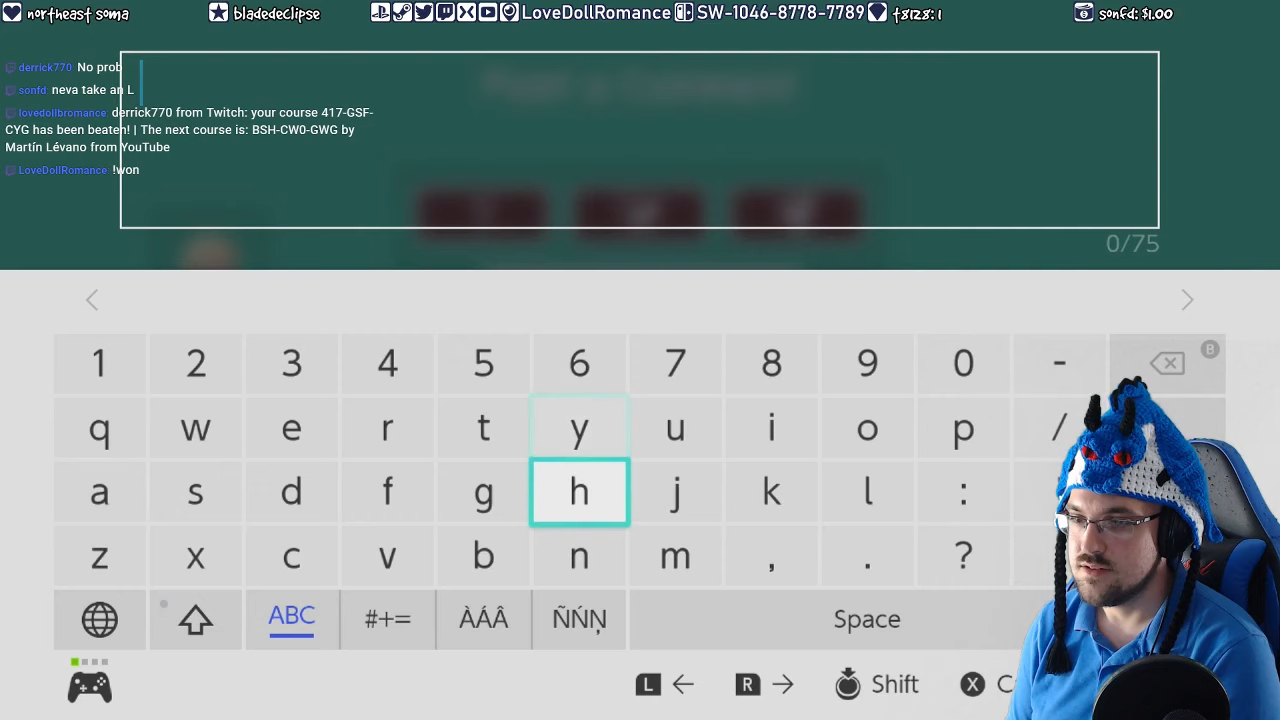 northeast soma bladedeclipse LoveDollRomance SW-1046-8778-7789 t8128: 1 sonfd: $1.00
derrick770: No prob
sonfd: neva take an L
lovedollbromance: derrick770 from Twitch: your course 417-GSF-
CYG has been beaten! | The next course is: BSH-CW0-GWG by
Martín Lévano from YouTube
LoveDollRomance: !won
0/75
1 2 3 4 5 6 7 8 9 0 - B
q w e r t y u i o p /
a s d f g h j k l :
z x c v b n m , . ?
ABC #+= ÀÁÂ ÑŃŅ Space
L ← R → Shift X